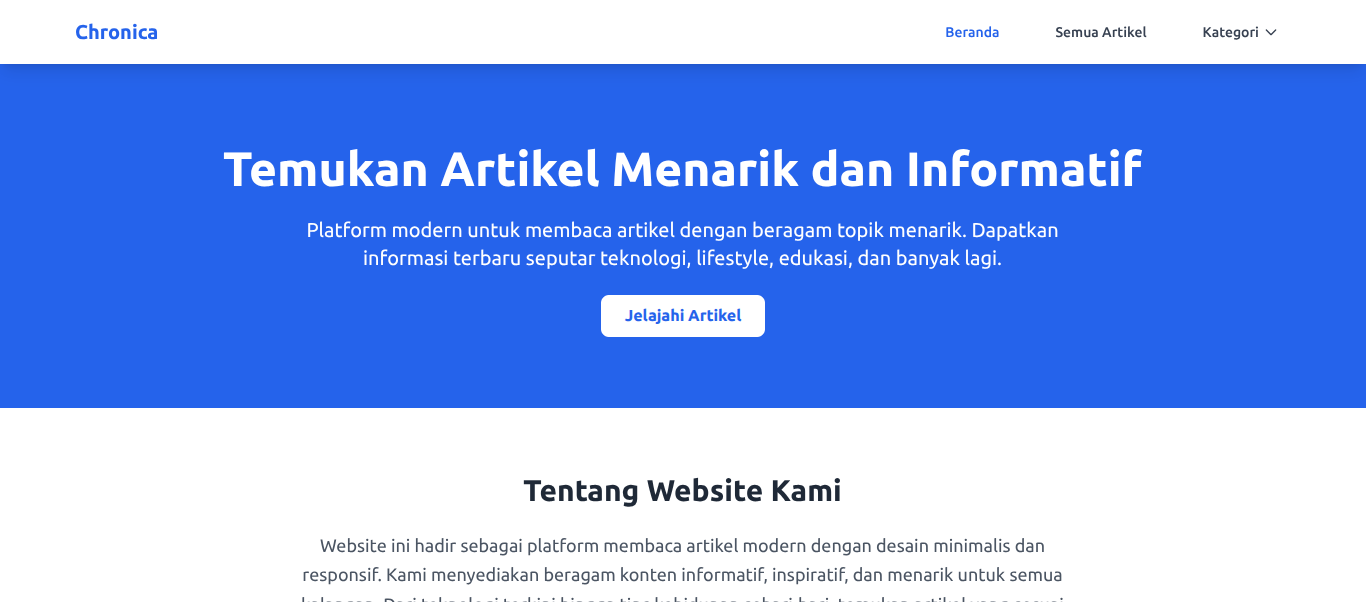 Chronica
Beranda
Semua Artikel
Kategori
Temukan Artikel Menarik dan Informatif
Platform modern untuk membaca artikel dengan beragam topik menarik. Dapatkan
informasi terbaru seputar teknologi, lifestyle, edukasi, dan banyak lagi.
Jelajahi Artikel
Tentang Website Kami
Website ini hadir sebagai platform membaca artikel modern dengan desain minimalis dan
responsif. Kami menyediakan beragam konten informatif, inspiratif, dan menarik untuk semua